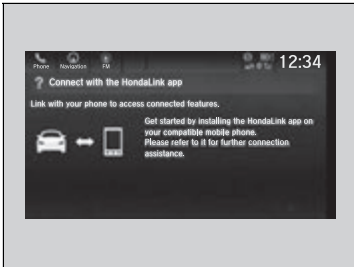 Phone Navigation FM 12:34
? Connect with the HondaLink app
Link with your phone to access connected features.
Get started by installing the HondaLink app on
your compatible mobile phone.
Please refer to it for further connection
assistance.